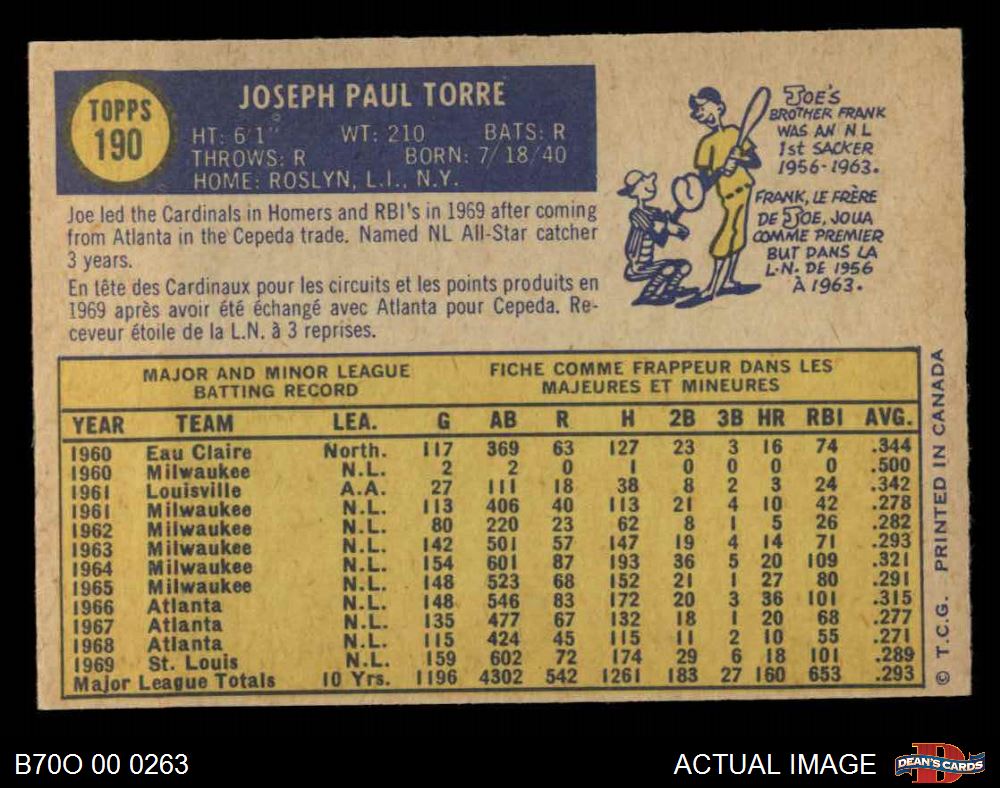 TOPPS
190
JOSEPH PAUL TORRE
HT: 6'1" WT: 210 BATS: R
THROWS: R BORN: 7/18/40
HOME: ROSLYN, L.I., N.Y.
JOE'S
BROTHER FRANK
WAS AN N L
1st SACKER
1956-1963.
FRANK, LE FRÈRE
DE JOE, JOUA
COMME PREMIER
BUT DANS LA
L.N. DE 1956
À 1963.
Joe led the Cardinals in Homers and RBI's in 1969 after coming
from Atlanta in the Cepeda trade. Named NL All-Star catcher
3 years.
En tête des Cardinaux pour les circuits et les points produits en
1969 après avoir été échangé avec Atlanta pour Cepeda. Re-
ceveur étoile de la L.N. à 3 reprises.
MAJOR AND MINOR LEAGUE
BATTING RECORD
FICHE COMME FRAPPEUR DANS LES
MAJEURES ET MINEURES
YEAR TEAM LEA. G AB R H 2B 3B HR RBI AVG.
1960 Eau Claire North. 117 369 63 127 23 3 16 74 .344
1960 Milwaukee N.L. 2 2 0 1 0 0 0 0 .500
1961 Louisville A.A. 27 111 18 38 8 2 3 24 .342
1961 Milwaukee N.L. 113 406 40 113 21 4 10 42 .278
1962 Milwaukee N.L. 80 220 23 62 8 1 5 26 .282
1963 Milwaukee N.L. 142 501 57 147 19 4 14 71 .293
1964 Milwaukee N.L. 154 601 87 193 36 5 20 109 .321
1965 Milwaukee N.L. 148 523 68 152 21 1 27 80 .291
1966 Atlanta N.L. 148 546 83 172 20 3 36 101 .315
1967 Atlanta N.L. 135 477 67 132 18 1 20 68 .277
1968 Atlanta N.L. 115 424 45 115 11 2 10 55 .271
1969 St. Louis N.L. 159 602 72 174 29 6 18 101 .289
Major League Totals 10 Yrs. 1196 4302 542 1261 183 27 160 653 .293
© T.C.G. PRINTED IN CANADA
B70O 00 0263
ACTUAL IMAGE
DEAN'S CARDS